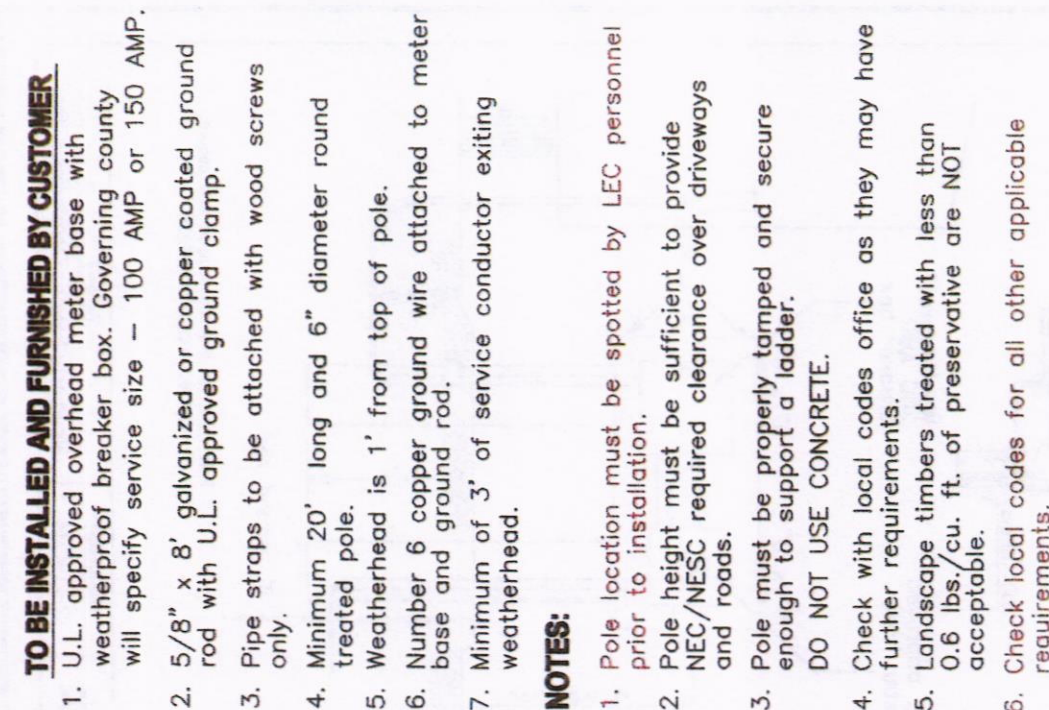 TO BE INSTALLED AND FURNISHED BY CUSTOMER
1. U.L. approved overhead meter base with
weatherproof breaker box. Governing county
will specify service size – 100 AMP or 150 AMP.
2. 5/8" x 8' galvanized or copper coated ground
rod with U.L. approved ground clamp.
3. Pipe straps to be attached with wood screws
only.
4. Minimum 20' long and 6" diameter round
treated pole.
5. Weatherhead is 1' from top of pole.
6. Number 6 copper ground wire attached to meter
base and ground rod.
7. Minimum of 3' of service conductor exiting
weatherhead.
NOTES:
1. Pole location must be spotted by LEC personnel
prior to installation.
2. Pole height must be sufficient to provide
NEC/NESC required clearance over driveways
and roads.
3. Pole must be properly tamped and secure
enough to support a ladder.
DO NOT USE CONCRETE.
4. Check with local codes office as they may have
further requirements.
5. Landscape timbers treated with less than
0.6 lbs./cu. ft. of preservative are NOT
acceptable.
6. Check local codes for all other applicable
requirements.